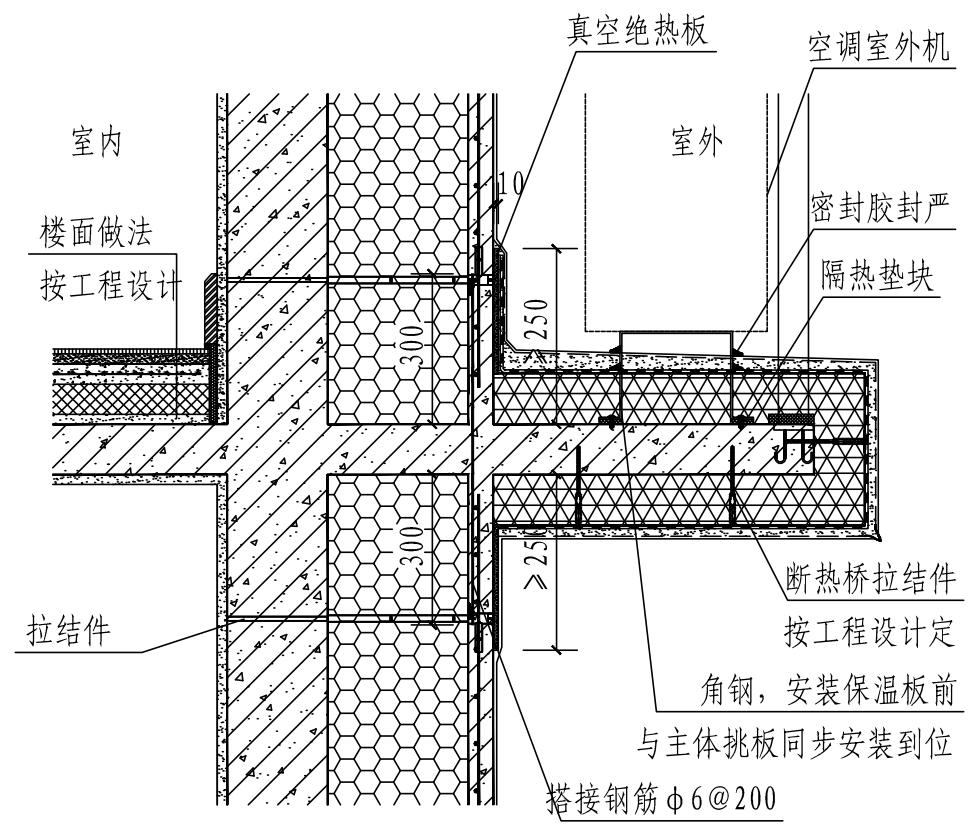 真空绝热板
空调室外机
室内
室外
10
密封胶封严
楼面做法
按工程设计
隔热垫块
≥250
300
300
≥250
断热桥拉结件
按工程设计定
拉结件
角钢，安装保温板前
与主体挑板同步安装到位
搭接钢筋ф6@200